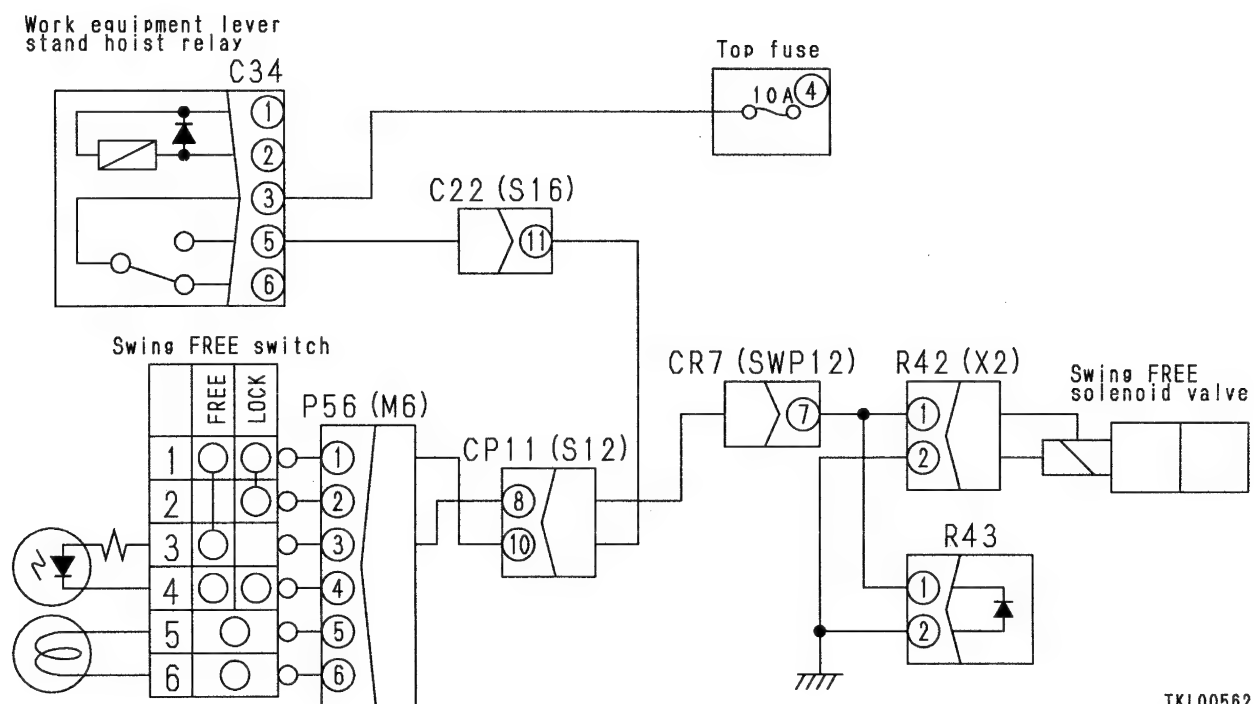 Work equipment lever
stand hoist relay
C34
1
2
3
5
6
Top fuse
10A 4
C22 (S16)
11
Swing FREE switch
FREE LOCK
1
2
3
4
5
6
P56 (M6)
1
2
3
4
5
6
CP11 (S12)
8
10
CR7 (SWP12)
7
R42 (X2)
1
2
Swing FREE
solenoid valve
R43
1
2
TKL00562